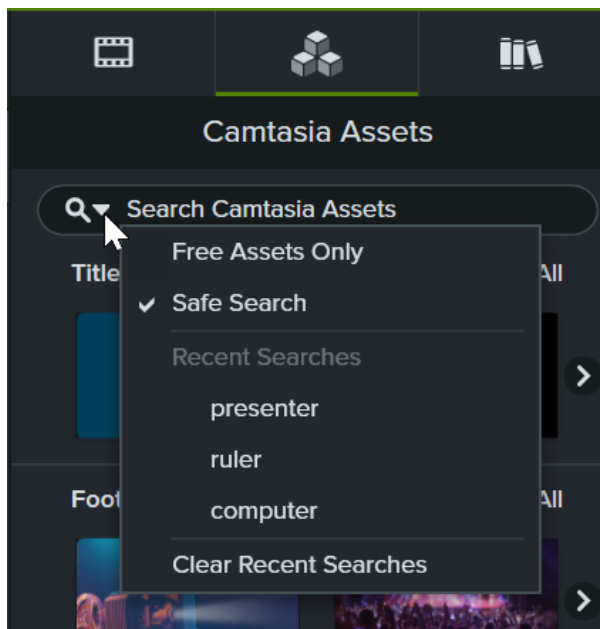 Camtasia Assets
Search Camtasia Assets
Title
All
Free Assets Only
Safe Search
Recent Searches
presenter
ruler
computer
Foot
All
Clear Recent Searches